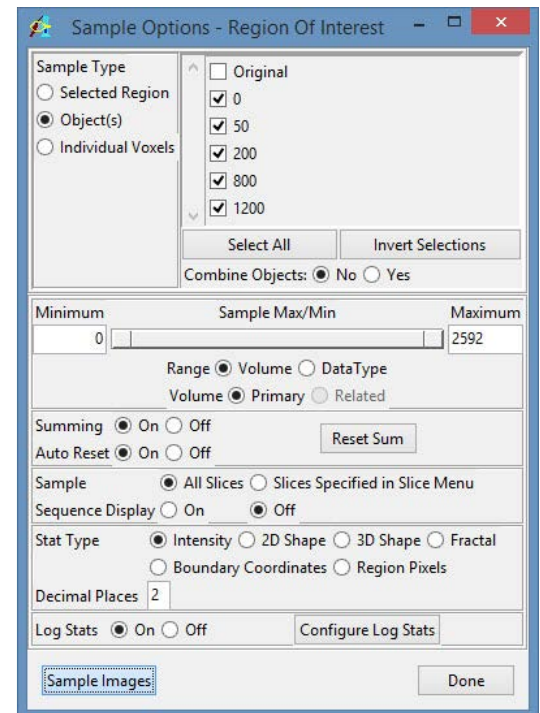 Sample Options - Region Of Interest
Sample Type
Selected Region
Object(s)
Individual Voxels
Original
0
50
200
800
1200
Select All Invert Selections
Combine Objects: No Yes
Minimum Sample Max/Min Maximum
0 2592
Range Volume DataType
Volume Primary Related
Summing On Off
Reset Sum
Auto Reset On Off
Sample All Slices Slices Specified in Slice Menu
Sequence Display On Off
Stat Type Intensity 2D Shape 3D Shape Fractal
Boundary Coordinates Region Pixels
Decimal Places 2
Log Stats On Off Configure Log Stats
Sample Images Done